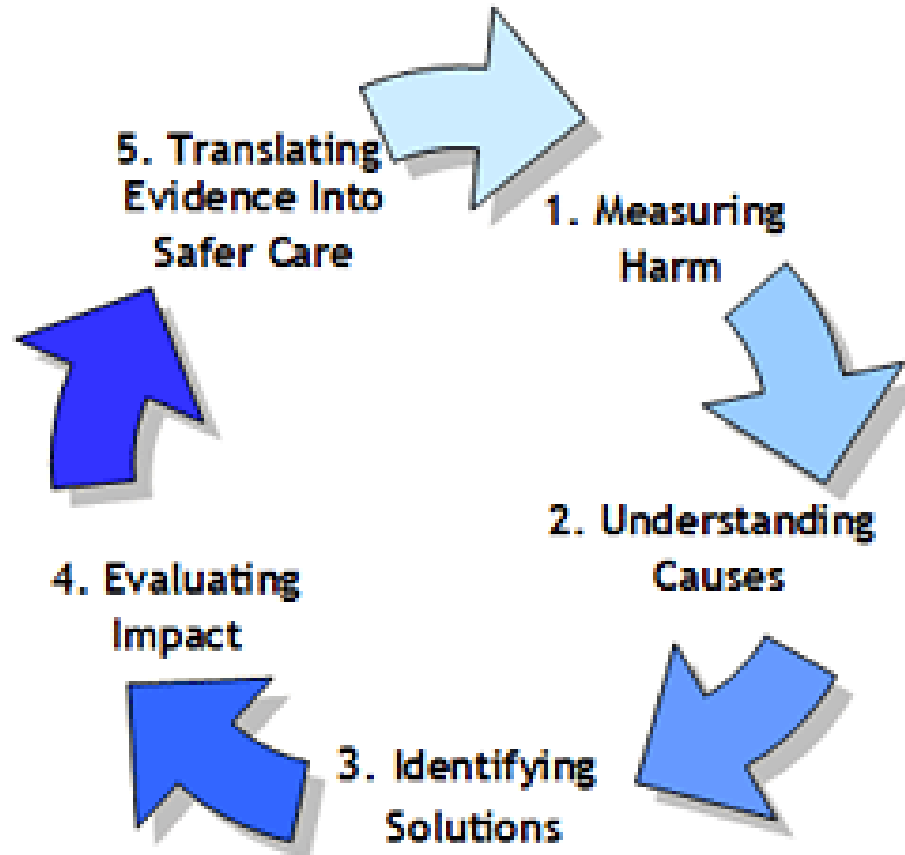 1. Measuring
Harm
2. Understanding
Causes
3. Identifying
Solutions
4. Evaluating
Impact
5. Translating
Evidence Into
Safer Care